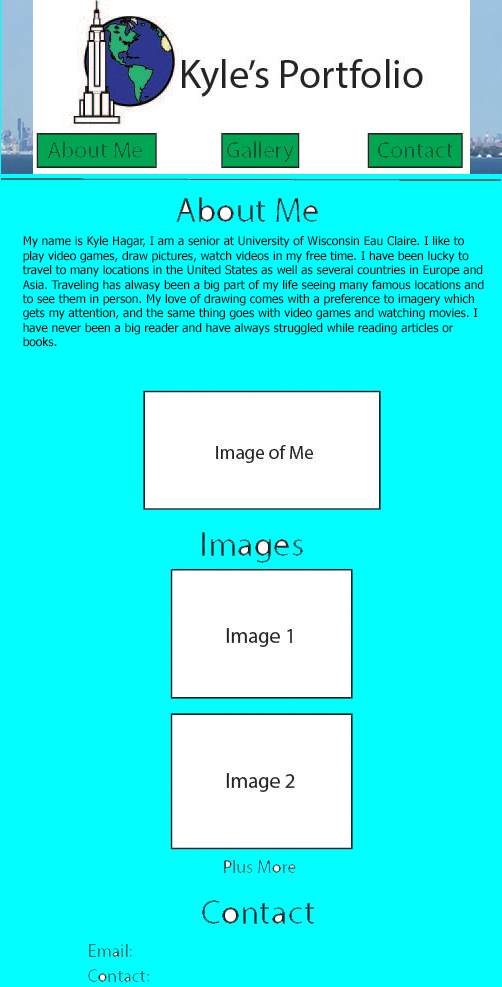 Kyle's Portfolio
About Me Gallery Contact
About Me
My name is Kyle Hagar, I am a senior at University of Wisconsin Eau Claire. I like to
play video games, draw pictures, watch videos in my free time. I have been lucky to
travel to many locations in the United States as well as several countries in Europe and
Asia. Traveling has alwasy been a big part of my life seeing many famous locations and
to see them in person. My love of drawing comes with a preference to imagery which
gets my attention, and the same thing goes with video games and watching movies. I
have never been a big reader and have always struggled while reading articles or
books.
Image of Me
Images
Image 1
Image 2
Plus More
Contact
Email:
Contact: